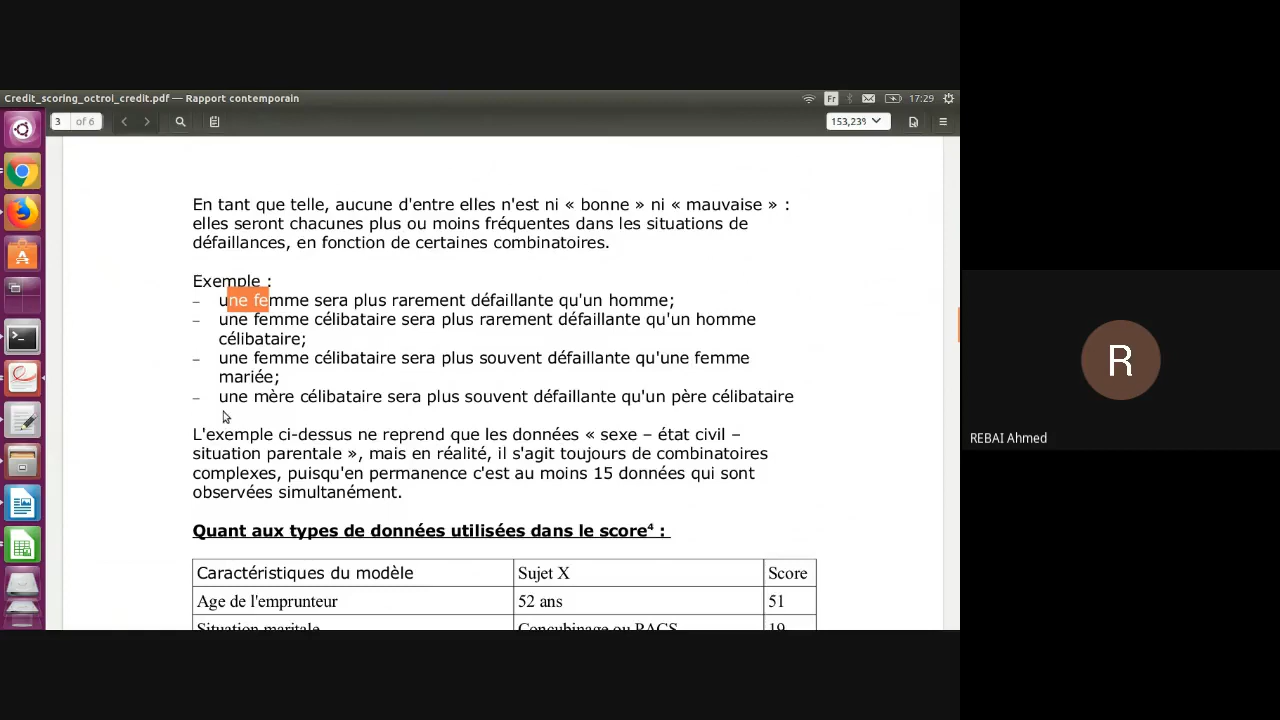 Credit_scoring_octroi_credit.pdf — Rapport contemporain
Fr
17:29
3 of 6
153,23%
En tant que telle, aucune d'entre elles n'est ni « bonne » ni « mauvaise » :
elles seront chacunes plus ou moins fréquentes dans les situations de
défaillances, en fonction de certaines combinatoires.
Exemple :
– une femme sera plus rarement défaillante qu'un homme;
– une femme célibataire sera plus rarement défaillante qu'un homme
célibataire;
– une femme célibataire sera plus souvent défaillante qu'une femme
mariée;
– une mère célibataire sera plus souvent défaillante qu'un père célibataire
L'exemple ci-dessus ne reprend que les données « sexe – état civil –
situation parentale », mais en réalité, il s'agit toujours de combinatoires
complexes, puisqu'en permanence c'est au moins 15 données qui sont
observées simultanément.
Quant aux types de données utilisées dans le score⁴ :
Caractéristiques du modèle Sujet X Score
Age de l'emprunteur 52 ans 51
Situation maritale Concubinage ou PACS 19
R
REBAI Ahmed